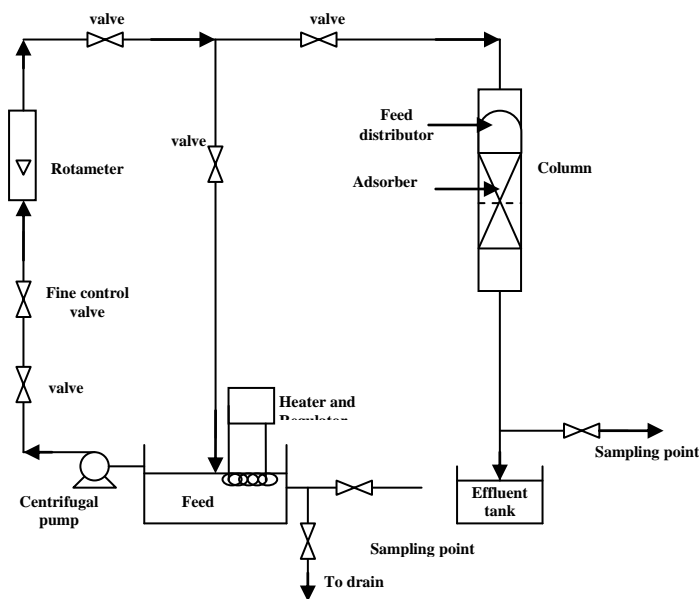 valve
valve
Feed
distributor
valve
Column
Rotameter
Adsorber
Fine control
valve
valve
Heater and
Regulator
Sampling point
Centrifugal
pump
Feed
Effluent
tank
Sampling point
To drain